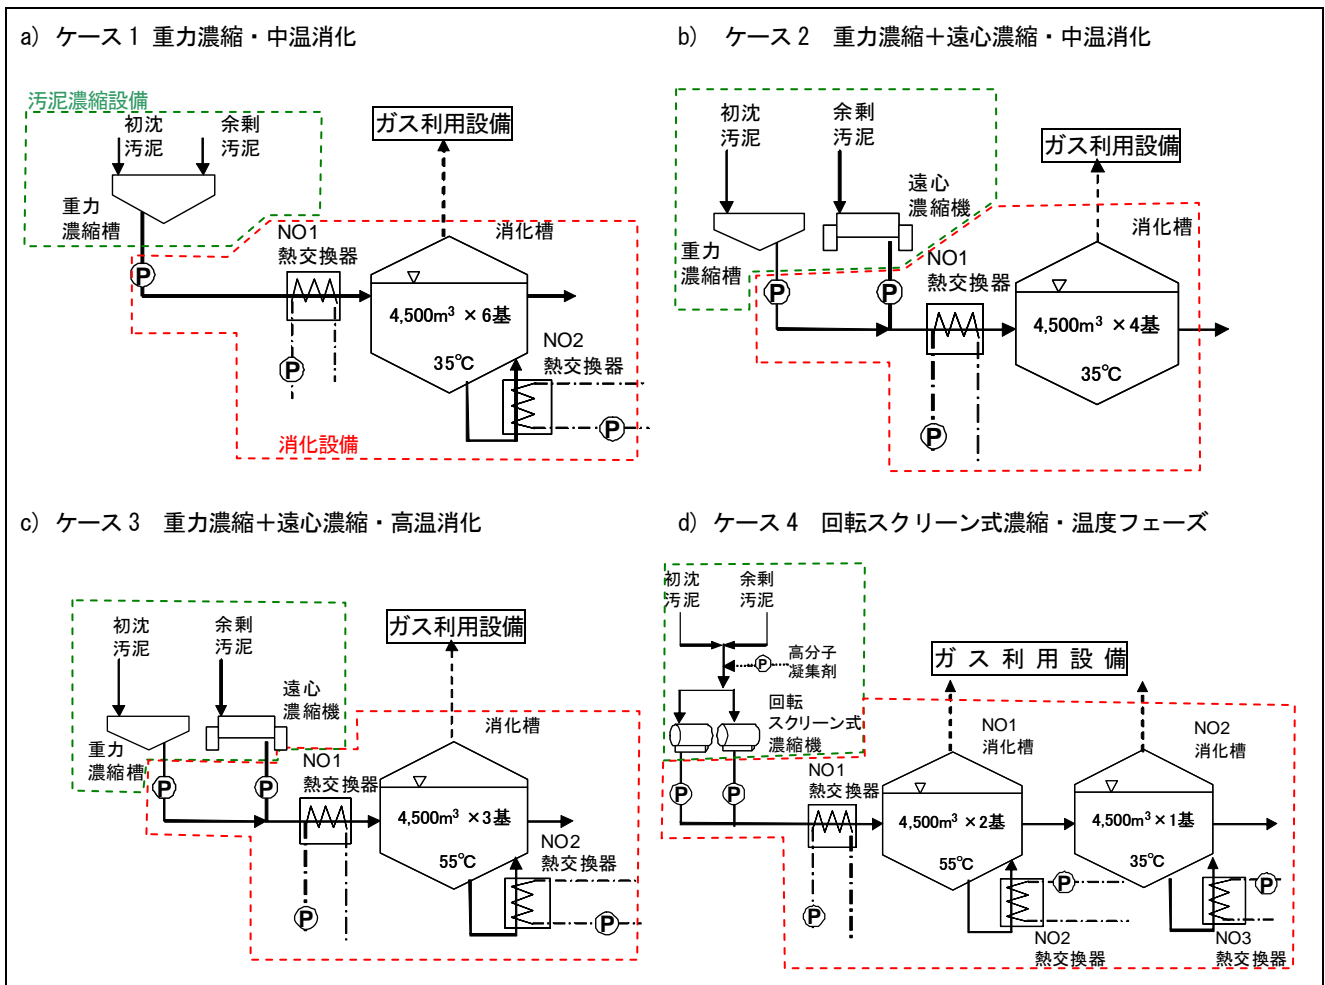 a) ケース1 重力濃縮・中温消化
汚泥濃縮設備
初沈
汚泥
余剰
汚泥
重力
濃縮槽
P
ガス利用設備
NO1
熱交換器
消化槽
4,500m³ ×6基
35℃
NO2
熱交換器
P
P
消化設備
b) ケース2 重力濃縮+遠心濃縮・中温消化
初沈
汚泥
余剰
汚泥
遠心
濃縮機
重力
濃縮槽
P
P
ガス利用設備
NO1
熱交換器
消化槽
4,500m³ ×4基
35℃
P
c) ケース3 重力濃縮+遠心濃縮・高温消化
初沈
汚泥
余剰
汚泥
遠心
濃縮機
重力
濃縮槽
P
P
ガス利用設備
NO1
熱交換器
消化槽
4,500m³ ×3基
55℃
NO2
熱交換器
P
P
d) ケース4 回転スクリーン式濃縮・温度フェーズ
初沈
汚泥
余剰
汚泥
P
高分子
凝集剤
回転
スクリーン式
濃縮機
P
P
ガス利用設備
NO1
熱交換器
NO1
消化槽
NO2
消化槽
4,500m³ ×2基
55℃
4,500m³ ×1基
35℃
P
P
P
NO2
熱交換器
NO3
熱交換器